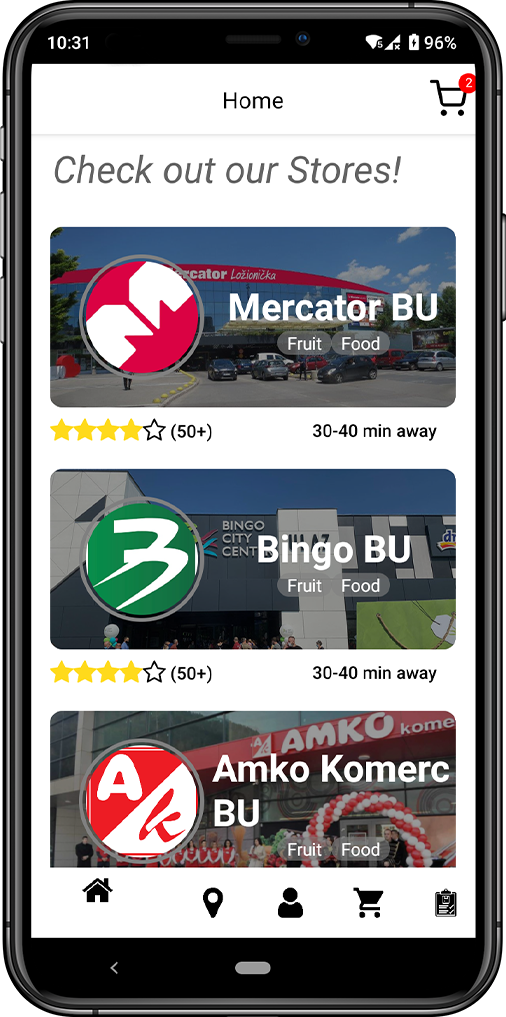 10:31
5
96%
Home
2
Check out our Stores!
Mercator Ložionička
Mercator BU
Fruit Food
(50+)
30-40 min away
BINGO
CITY
CENT
Bingo BU
Fruit Food
(50+)
30-40 min away
AMKO kome
A
k
Amko Komerc
BU
Fruit Food